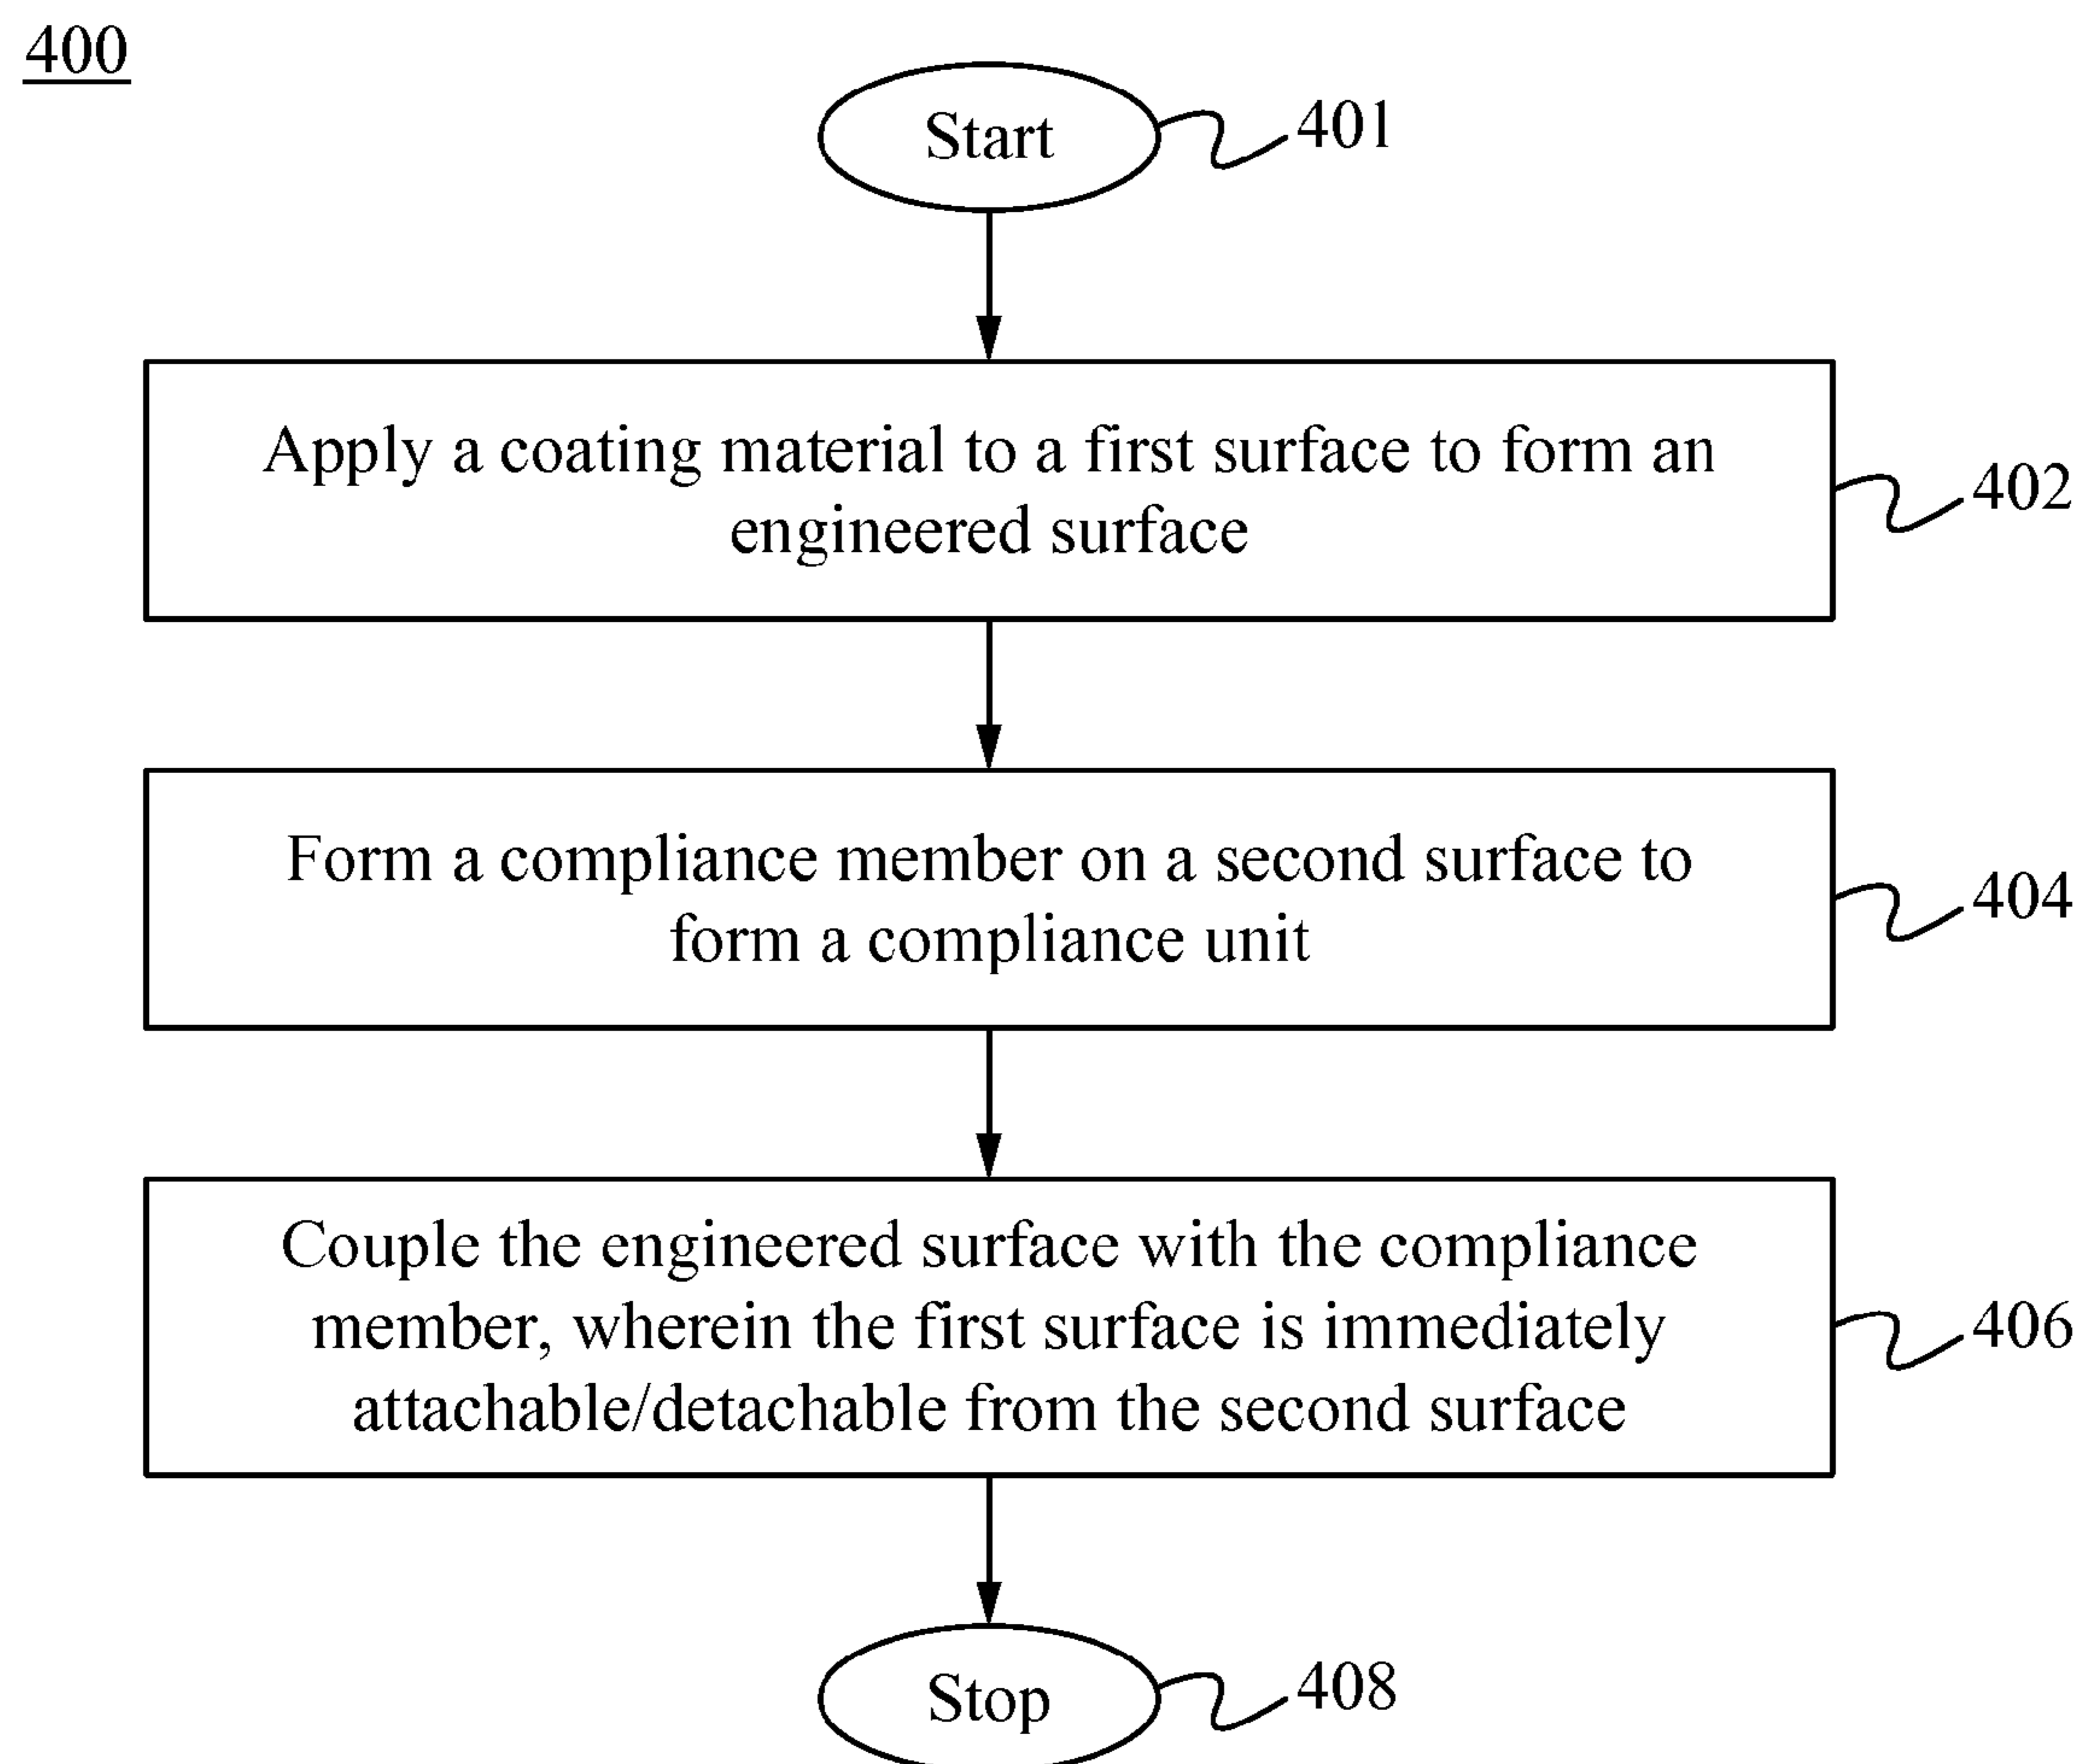 400
Start
401
Apply a coating material to a first surface to form an
engineered surface
402
Form a compliance member on a second surface to
form a compliance unit
404
Couple the engineered surface with the compliance
member, wherein the first surface is immediately
attachable/detachable from the second surface
406
Stop
408